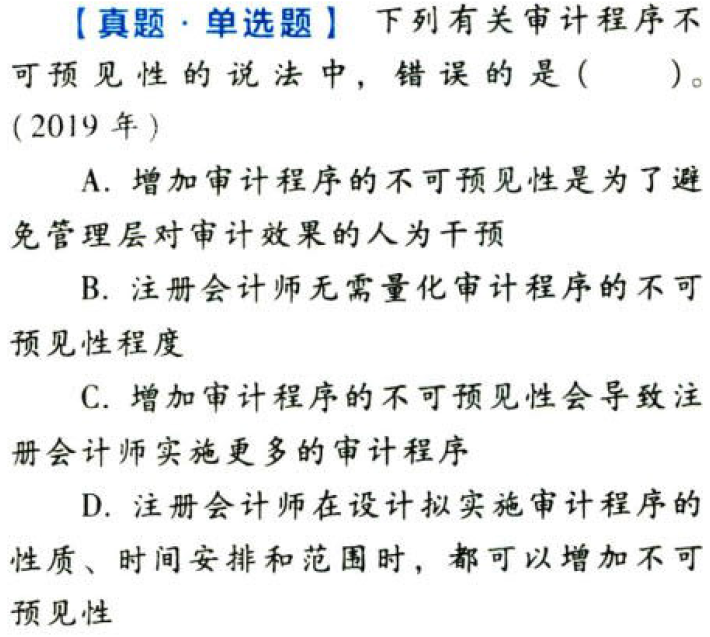 【真题·单选题】 下列有关审计程序不
可预见性的说法中，错误的是（ ）。
（2019 年）
A. 增加审计程序的不可预见性是为了避
免管理层对审计效果的人为干预
B. 注册会计师无需量化审计程序的不可
预见性程度
C. 增加审计程序的不可预见性会导致注
册会计师实施更多的审计程序
D. 注册会计师在设计拟实施审计程序的
性质、时间安排和范围时，都可以增加不可
预见性